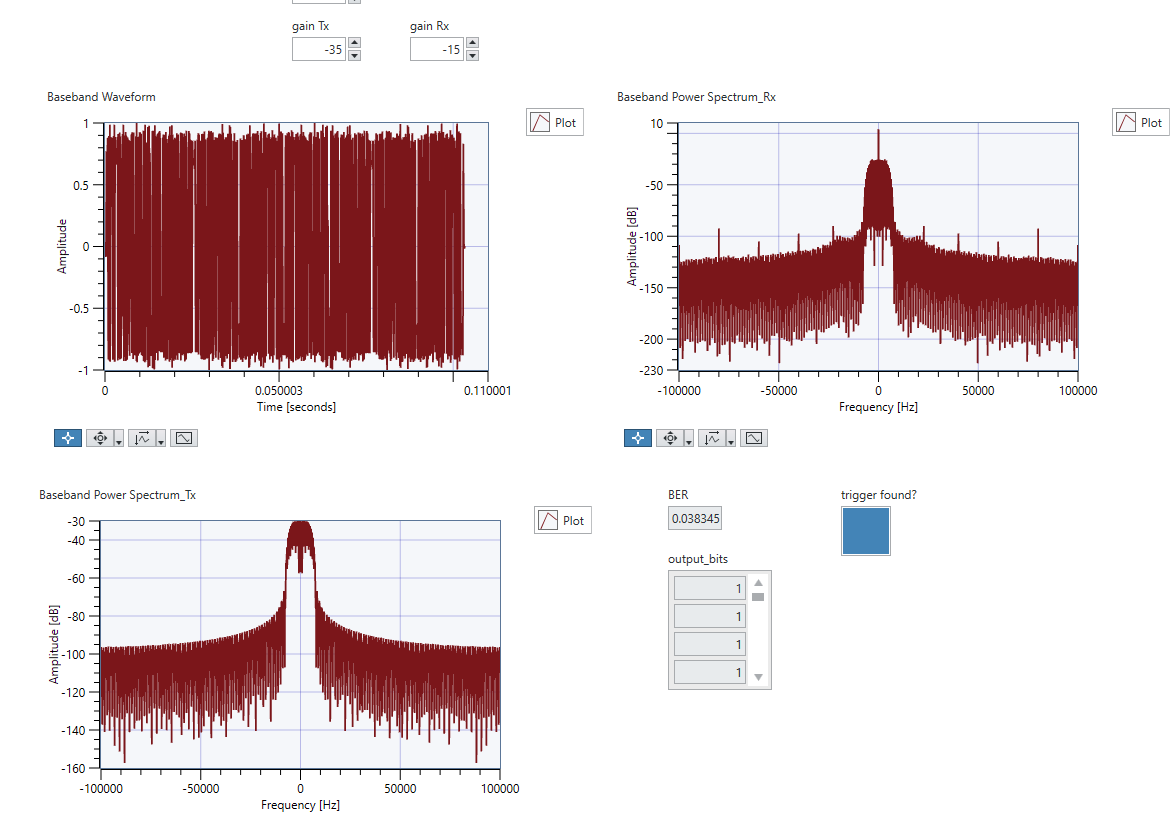 gain Tx
gain Rx
-35
-15
Baseband Waveform
Plot
1
0.5
0
-0.5
-1
Amplitude
0
0.050003
0.110001
Time [seconds]
Baseband Power Spectrum_Rx
Plot
10
-50
-100
-150
-200
-230
Amplitude [dB]
-100000
-50000
0
50000
100000
Frequency [Hz]
Baseband Power Spectrum_Tx
Plot
-30
-40
-60
-80
-100
-120
-140
-160
Amplitude [dB]
-100000
-50000
0
50000
100000
Frequency [Hz]
BER
0.038345
trigger found?
output_bits
1
1
1
1